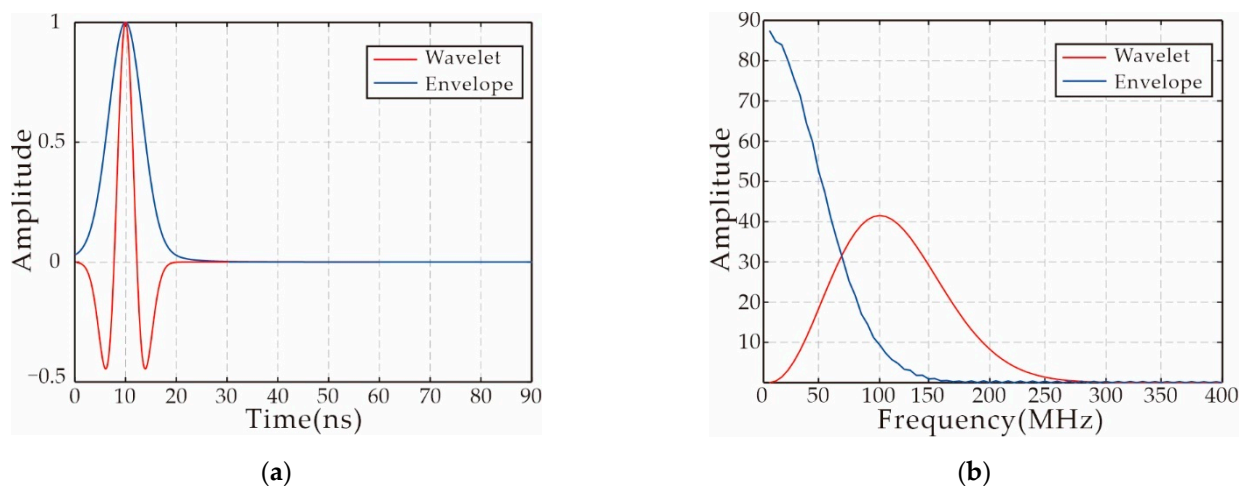 1
0.5
0
−0.5
Amplitude
Wavelet
Envelope
0 10 20 30 40 50 60 70 80 90
Time(ns)
(a)
90
80
70
60
50
40
30
20
10
Amplitude
Wavelet
Envelope
0 50 100 150 200 250 300 350 400
Frequency(MHz)
(b)